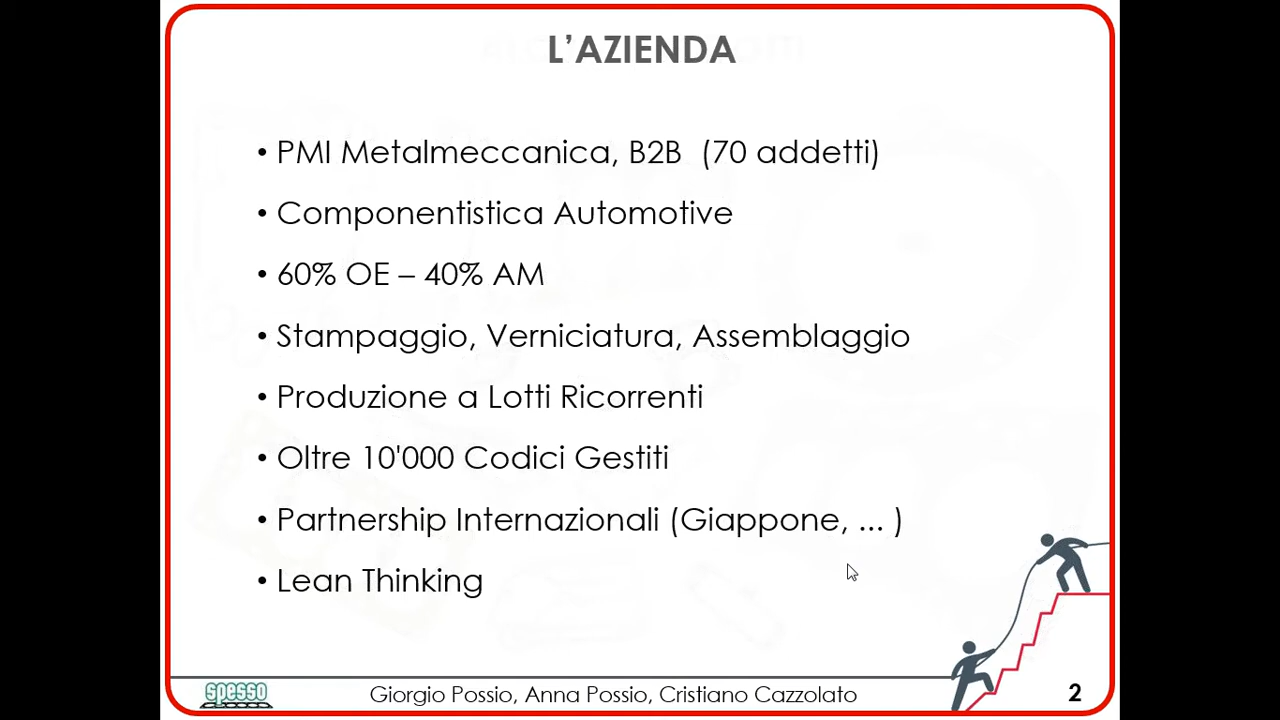 L'AZIENDA
• PMI Metalmeccanica, B2B (70 addetti)
• Componentistica Automotive
• 60% OE – 40% AM
• Stampaggio, Verniciatura, Assemblaggio
• Produzione a Lotti Ricorrenti
• Oltre 10'000 Codici Gestiti
• Partnership Internazionali (Giappone, ... )
• Lean Thinking
spesso
Giorgio Possio, Anna Possio, Cristiano Cazzolato
2